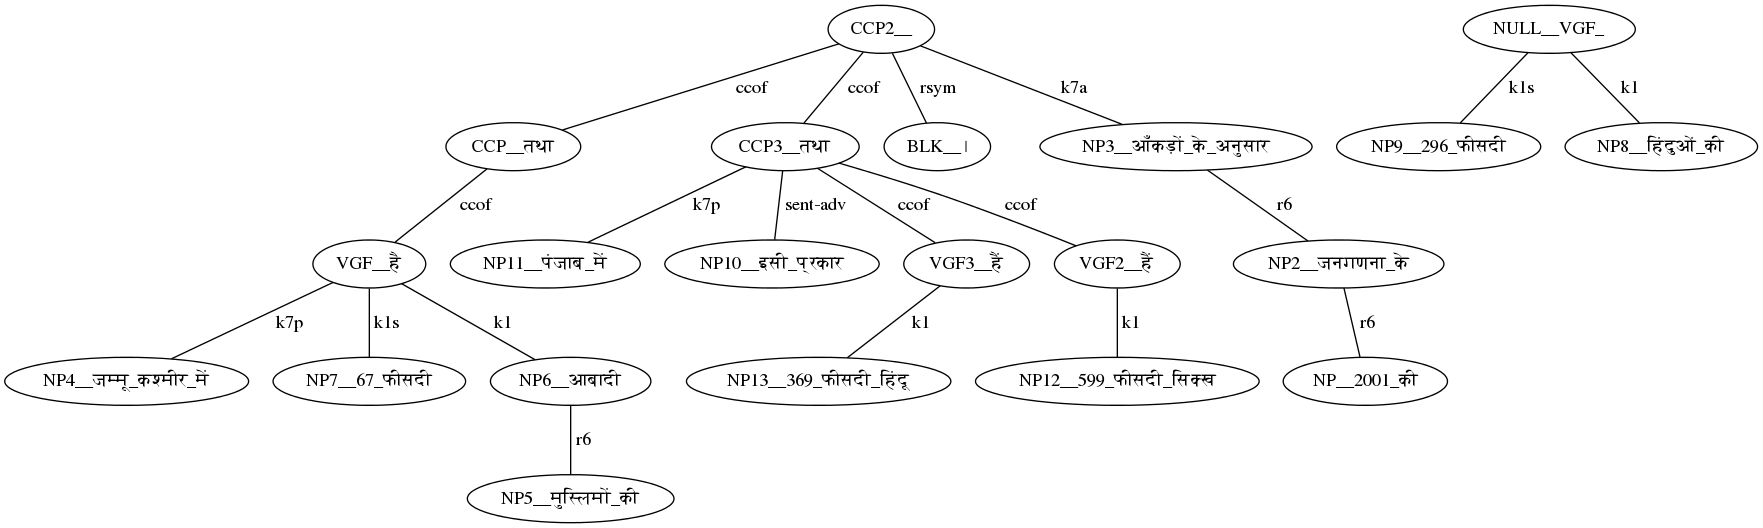 CCP2__ NULL__VGF_
ccof ccof rsym k7a k1s k1
CCP__तथा CCP3__तथा BLK__। NP3__आँकड़ों_के_अनुसार NP9__296_फीसदी NP8__हिंदुओं_की
ccof k7p sent-adv ccof ccof r6
VGF__है NP11__पंजाब_में NP10__इसी_प्रकार VGF3__हैं VGF2__हैं NP2__जनगणना_के
k7p k1s k1 k1 k1 r6
NP4__जम्मू_कश्मीर_में NP7__67_फीसदी NP6__आबादी NP13__369_फीसदी_हिंदू NP12__599_फीसदी_सिक्ख NP__2001_की
r6
NP5__मुस्लिमों_की